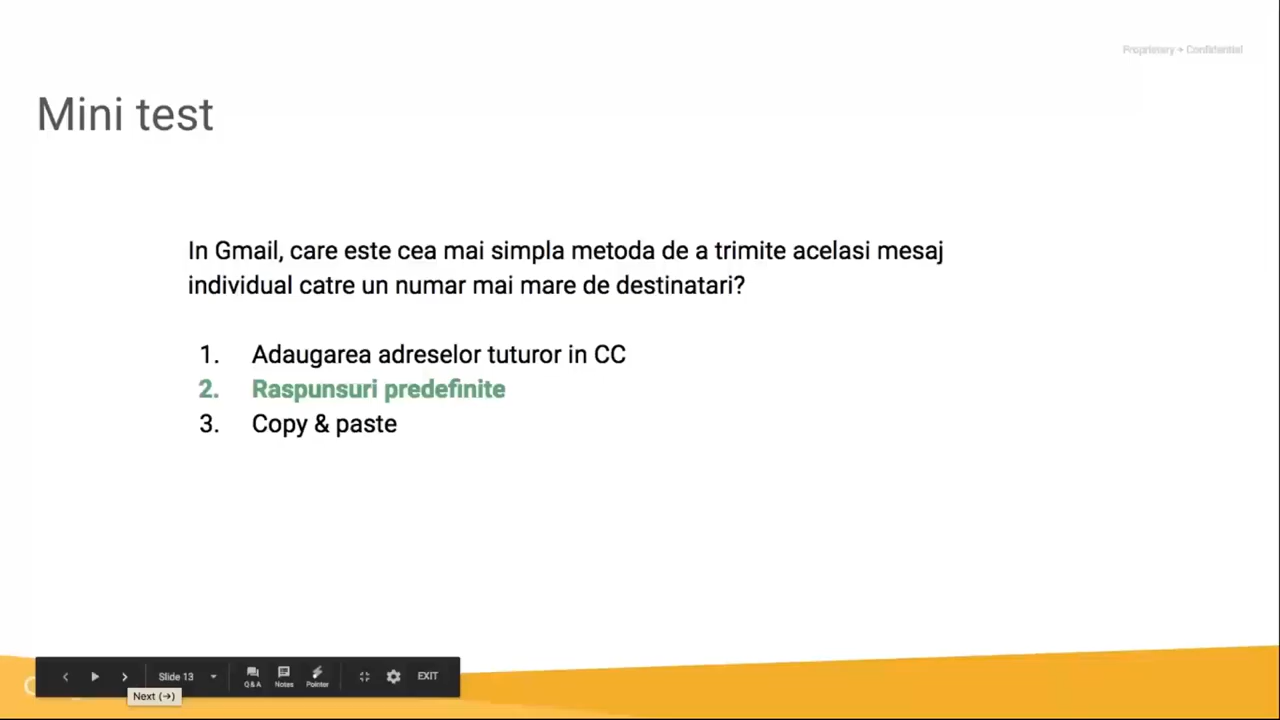 Proprietary + Confidential
Mini test
In Gmail, care este cea mai simpla metoda de a trimite acelasi mesaj
individual catre un numar mai mare de destinatari?
1. Adaugarea adreselor tuturor in CC
2. Raspunsuri predefinite
3. Copy & paste
Slide 13
Q&A Notes Pointer
EXIT
Next (→)